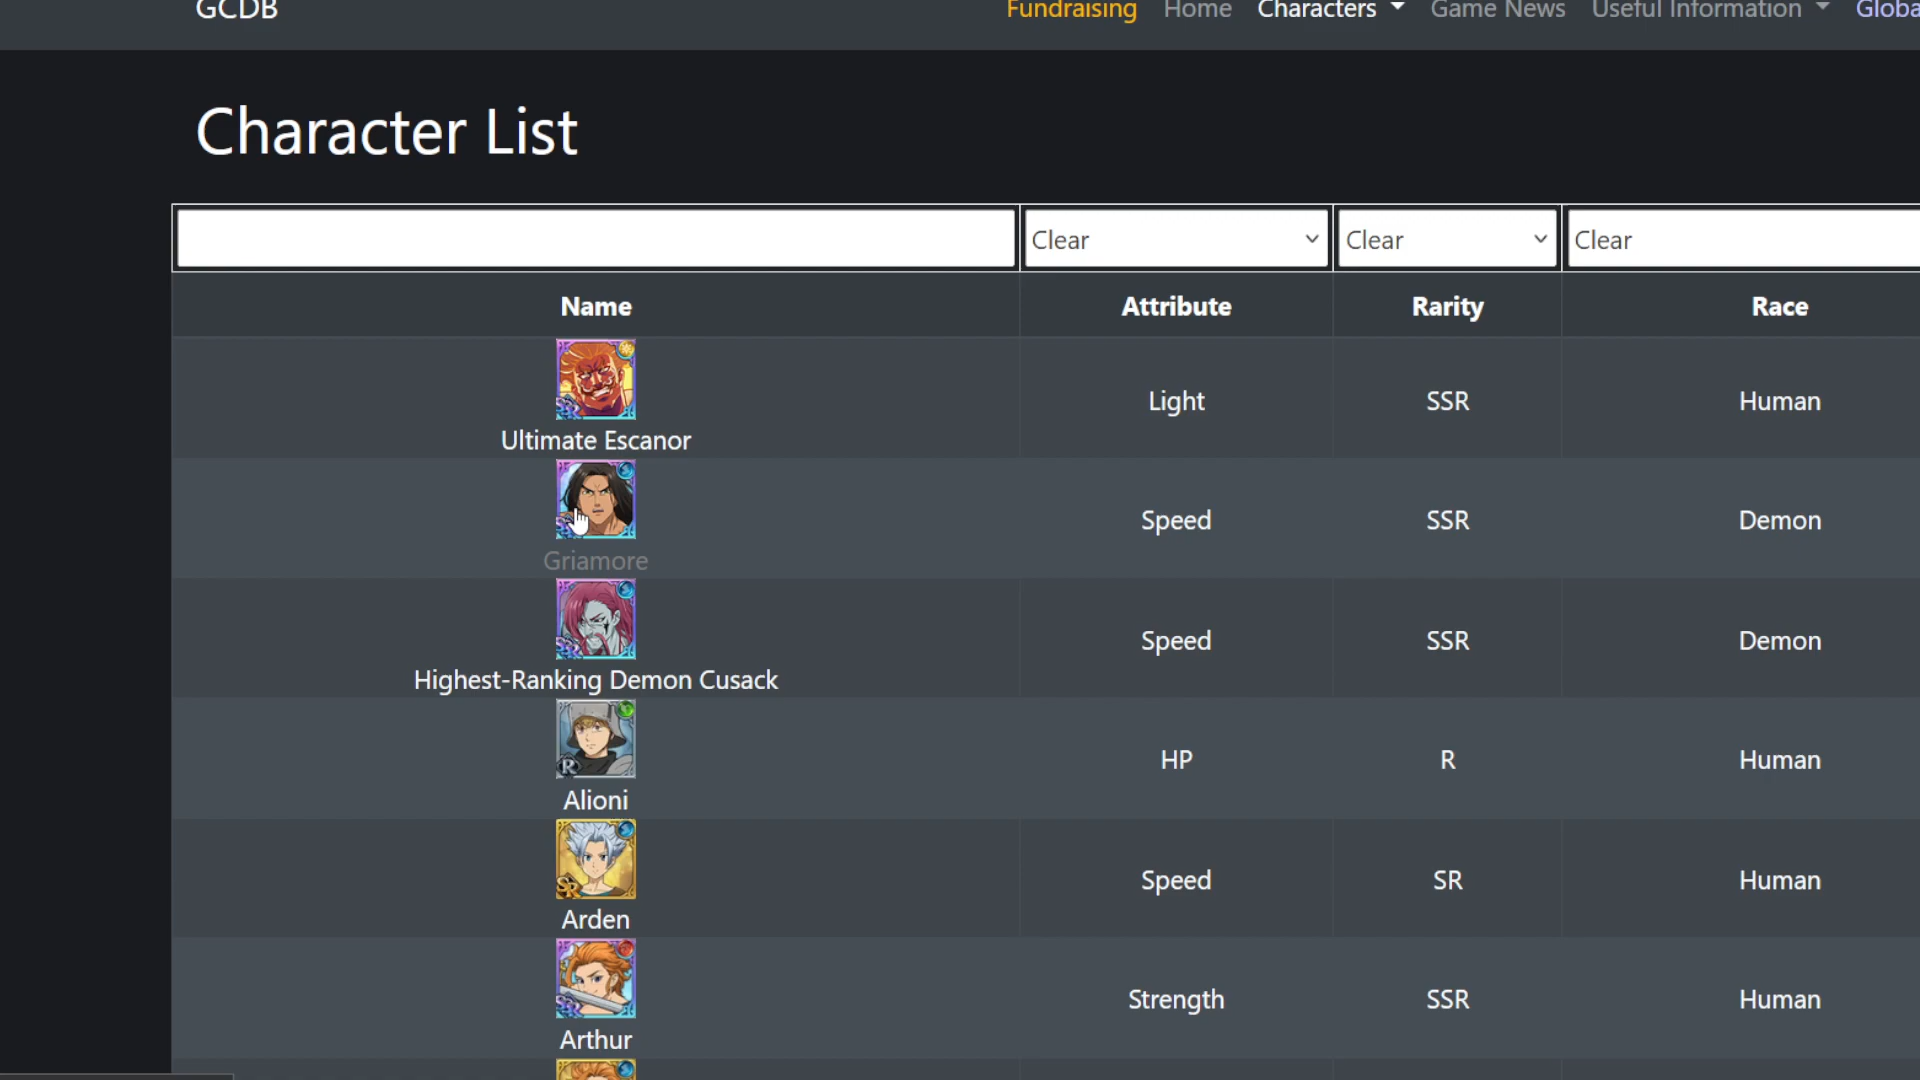 GCDB
Fundraising Home Characters Game News Useful Information
Character List
Clear Clear Clear
Name Attribute Rarity Race
Light SSR Human
Ultimate Escanor
Speed SSR Demon
Griamore
Speed SSR Demon
Highest-Ranking Demon Cusack
R
HP R Human
Alioni
SR
Speed SR Human
Arden
Strength SSR Human
Arthur